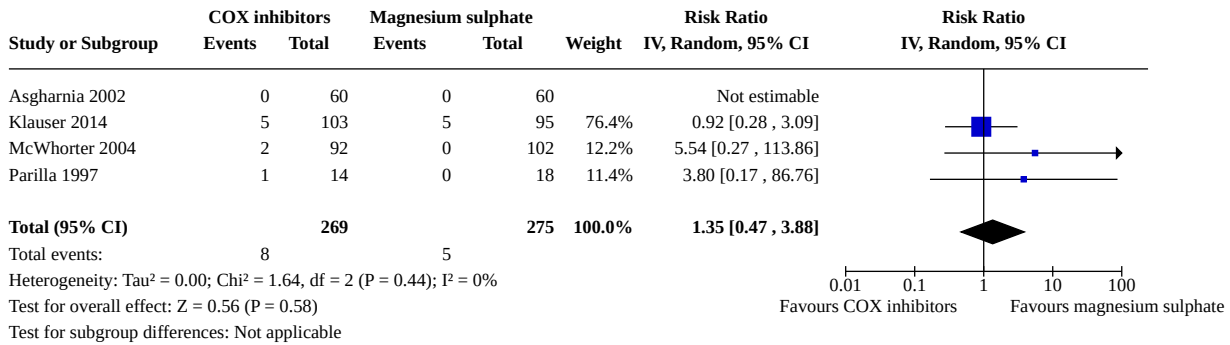 COX inhibitors Magnesium sulphate Risk Ratio Risk Ratio
Study or Subgroup Events Total Events Total Weight IV, Random, 95% CI IV, Random, 95% CI
Asgharnia 2002 0 60 0 60 Not estimable
Klauser 2014 5 103 5 95 76.4% 0.92 [0.28 , 3.09]
McWhorter 2004 2 92 0 102 12.2% 5.54 [0.27 , 113.86]
Parilla 1997 1 14 0 18 11.4% 3.80 [0.17 , 86.76]
Total (95% CI) 269 275 100.0% 1.35 [0.47 , 3.88]
Total events: 8 5
Heterogeneity: Tau² = 0.00; Chi² = 1.64, df = 2 (P = 0.44); I² = 0%
0.01 0.1 1 10 100
Test for overall effect: Z = 0.56 (P = 0.58)
Favours COX inhibitors Favours magnesium sulphate
Test for subgroup differences: Not applicable